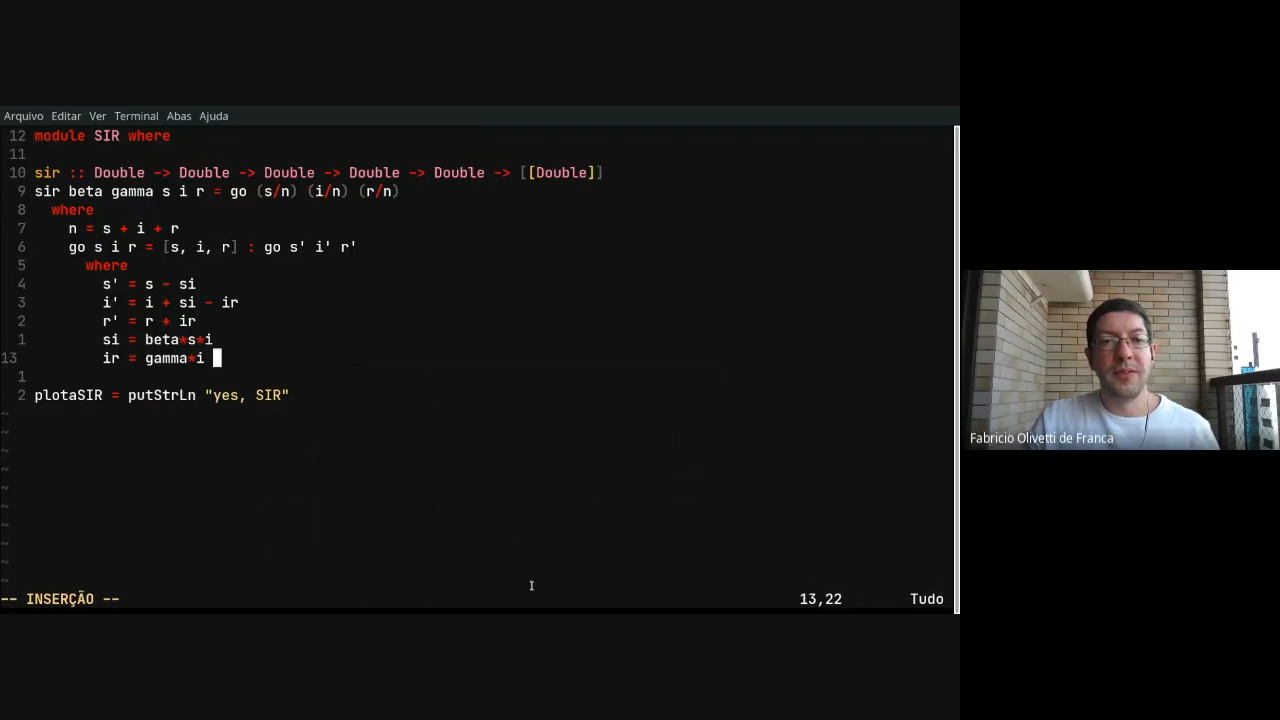 Arquivo Editar Ver Terminal Abas Ajuda
12 module SIR where
11
10 sir :: Double -> Double -> Double -> Double -> Double -> [[Double]]
9 sir beta gamma s i r = go (s/n) (i/n) (r/n)
8 where
7 n = s + i + r
6 go s i r = [s, i, r] : go s' i' r'
5 where
4 s' = s - si
3 i' = i + si - ir
2 r' = r + ir
1 si = beta*s*i
13 ir = gamma*i
1
2 plotaSIR = putStrLn "yes, SIR"
~
~
~
~
~
~
~
~
~
~
-- INSERÇÃO -- 13,22 Tudo
Fabricio Olivetti de Franca